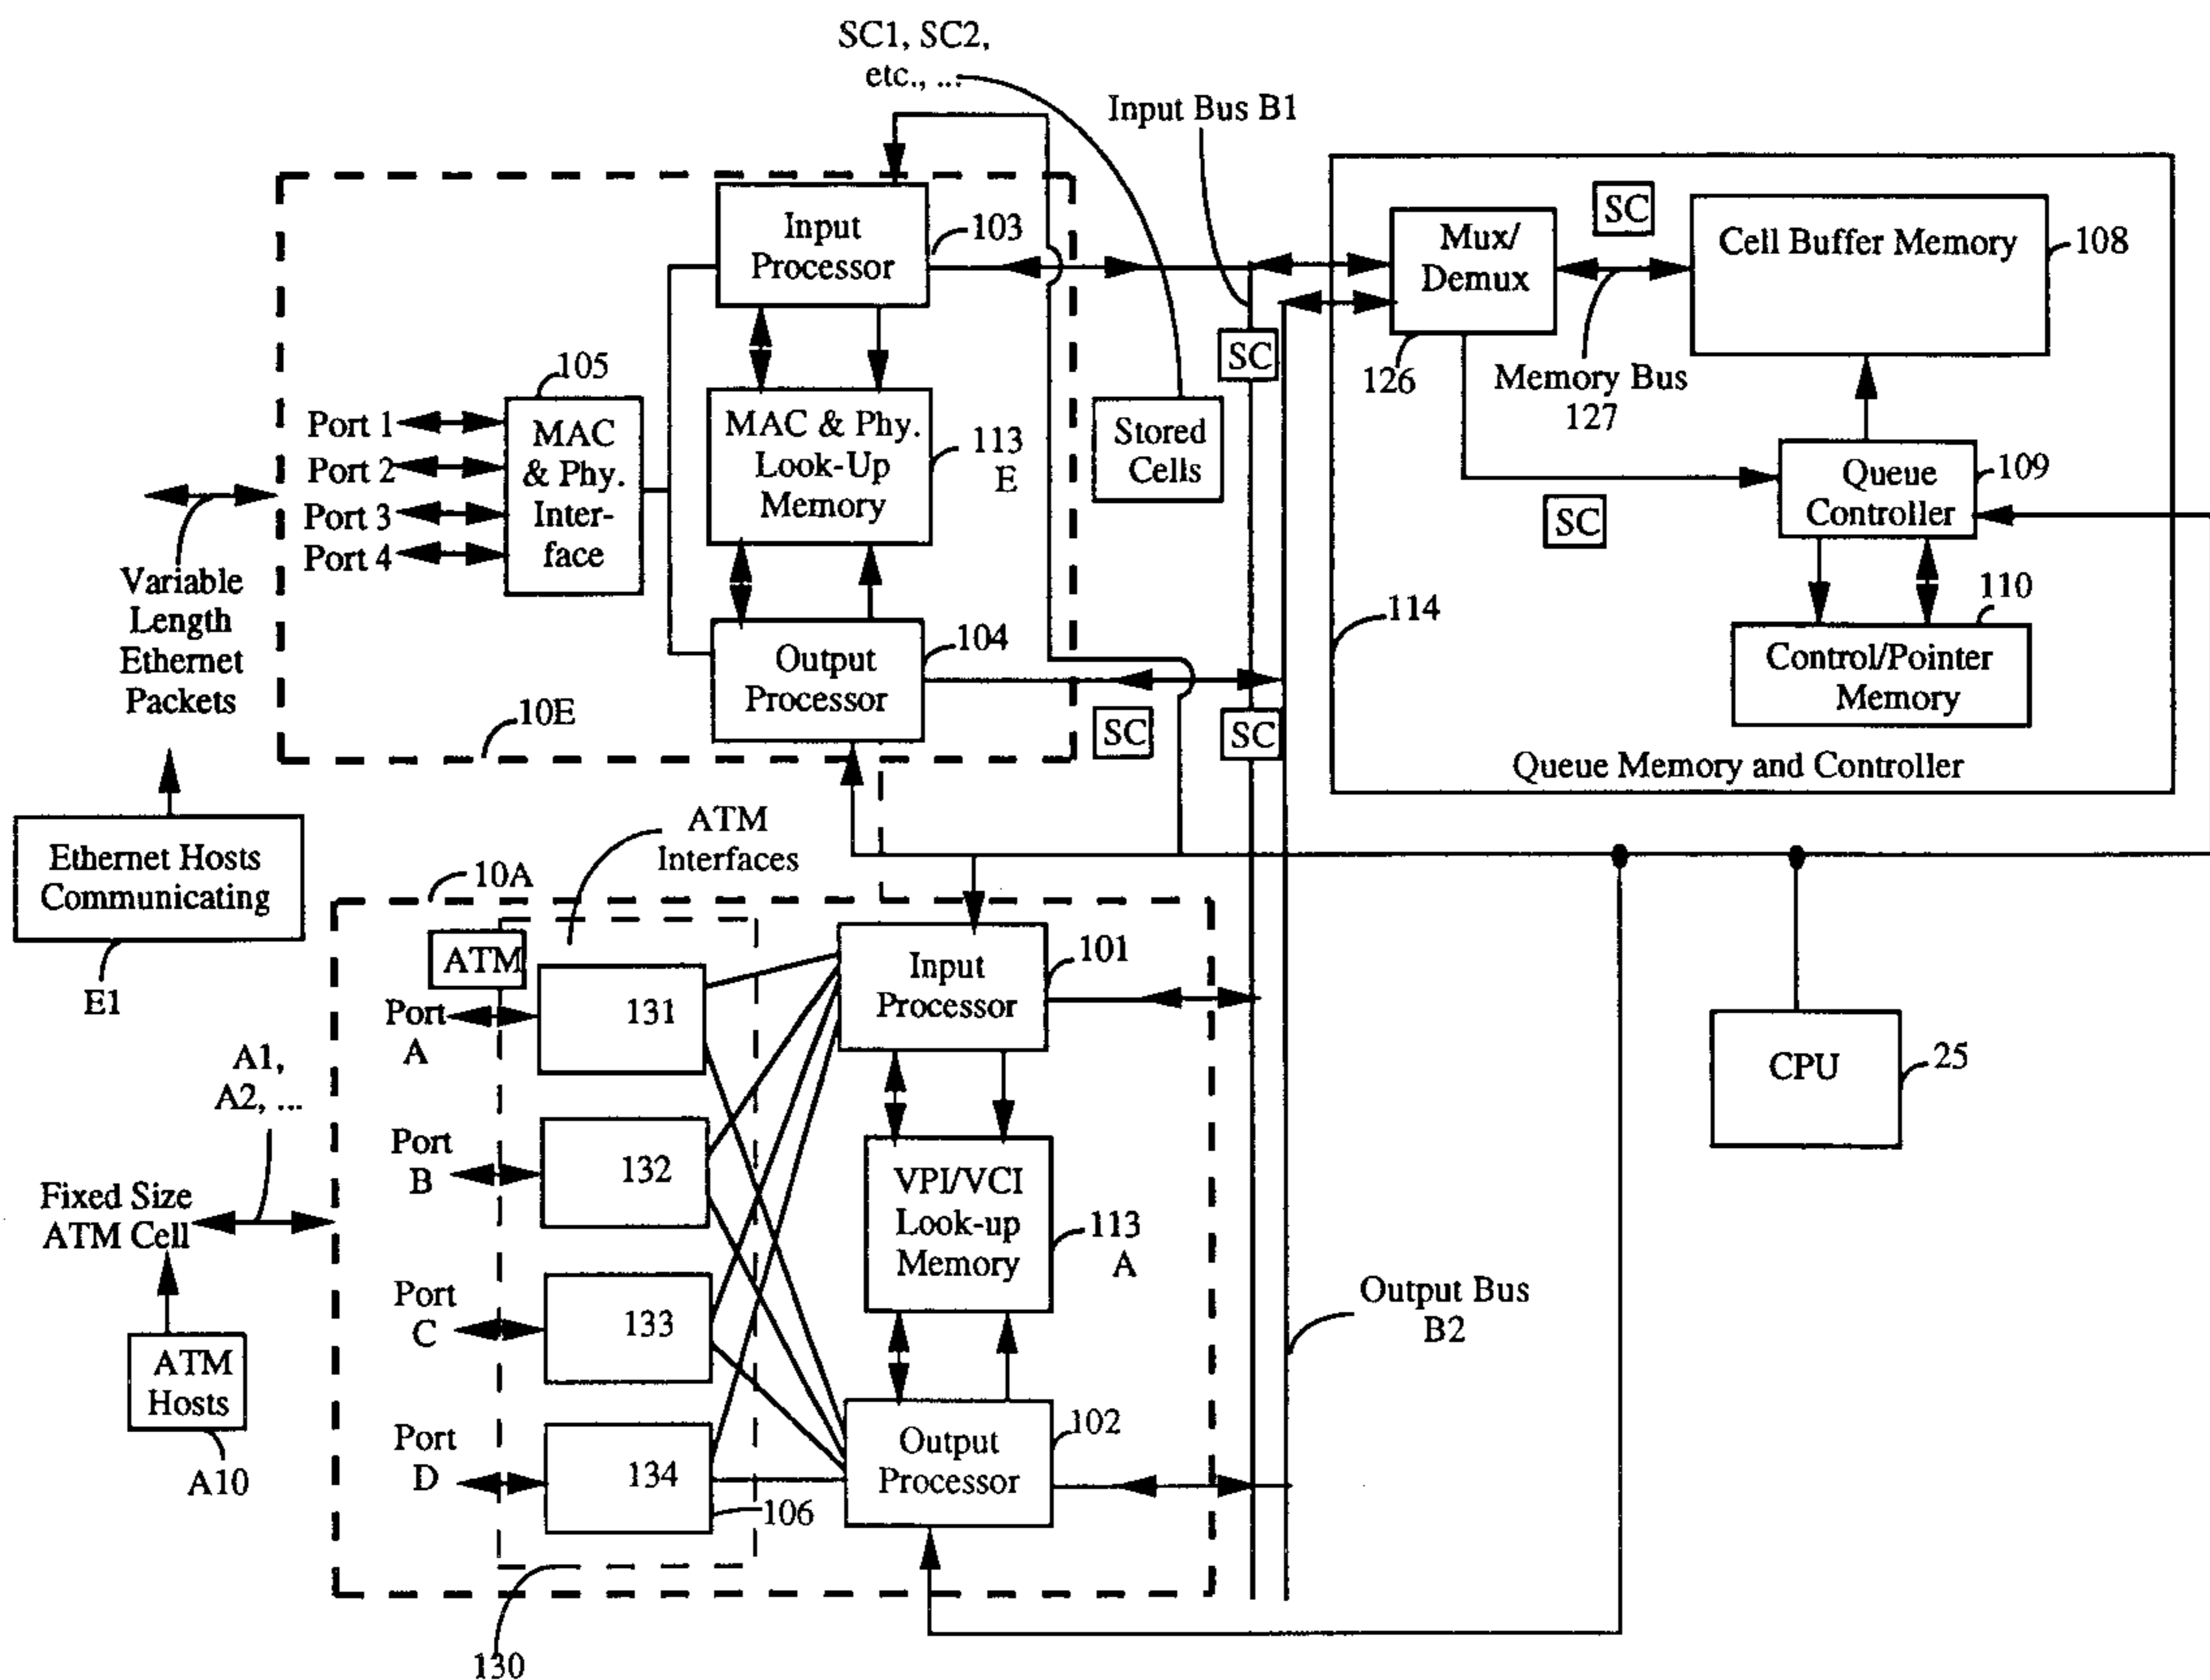 SC1, SC2,
etc., ...
Input Bus B1
Input
Processor
103
105
Port 1
Port 2
Port 3
Port 4
MAC
& Phy.
Inter-
face
MAC & Phy.
Look-Up
Memory
113
E
Output
Processor
104
10E
Variable
Length
Ethernet
Packets
Ethernet Hosts
Communicating
E1
Stored
Cells
SC
SC
SC
Mux/
Demux
126
SC
Memory Bus
127
Cell Buffer Memory
108
Queue
Controller
109
SC
110
Control/Pointer
Memory
114
Queue Memory and Controller
ATM
Interfaces
10A
ATM
Port
A
131
Port
B
132
Port
C
133
Port
D
134
106
130
A1,
A2, ...
Fixed Size
ATM Cell
ATM
Hosts
A10
Input
Processor
101
VPI/VCI
Look-up
Memory
113
A
Output
Processor
102
Output Bus
B2
CPU
25